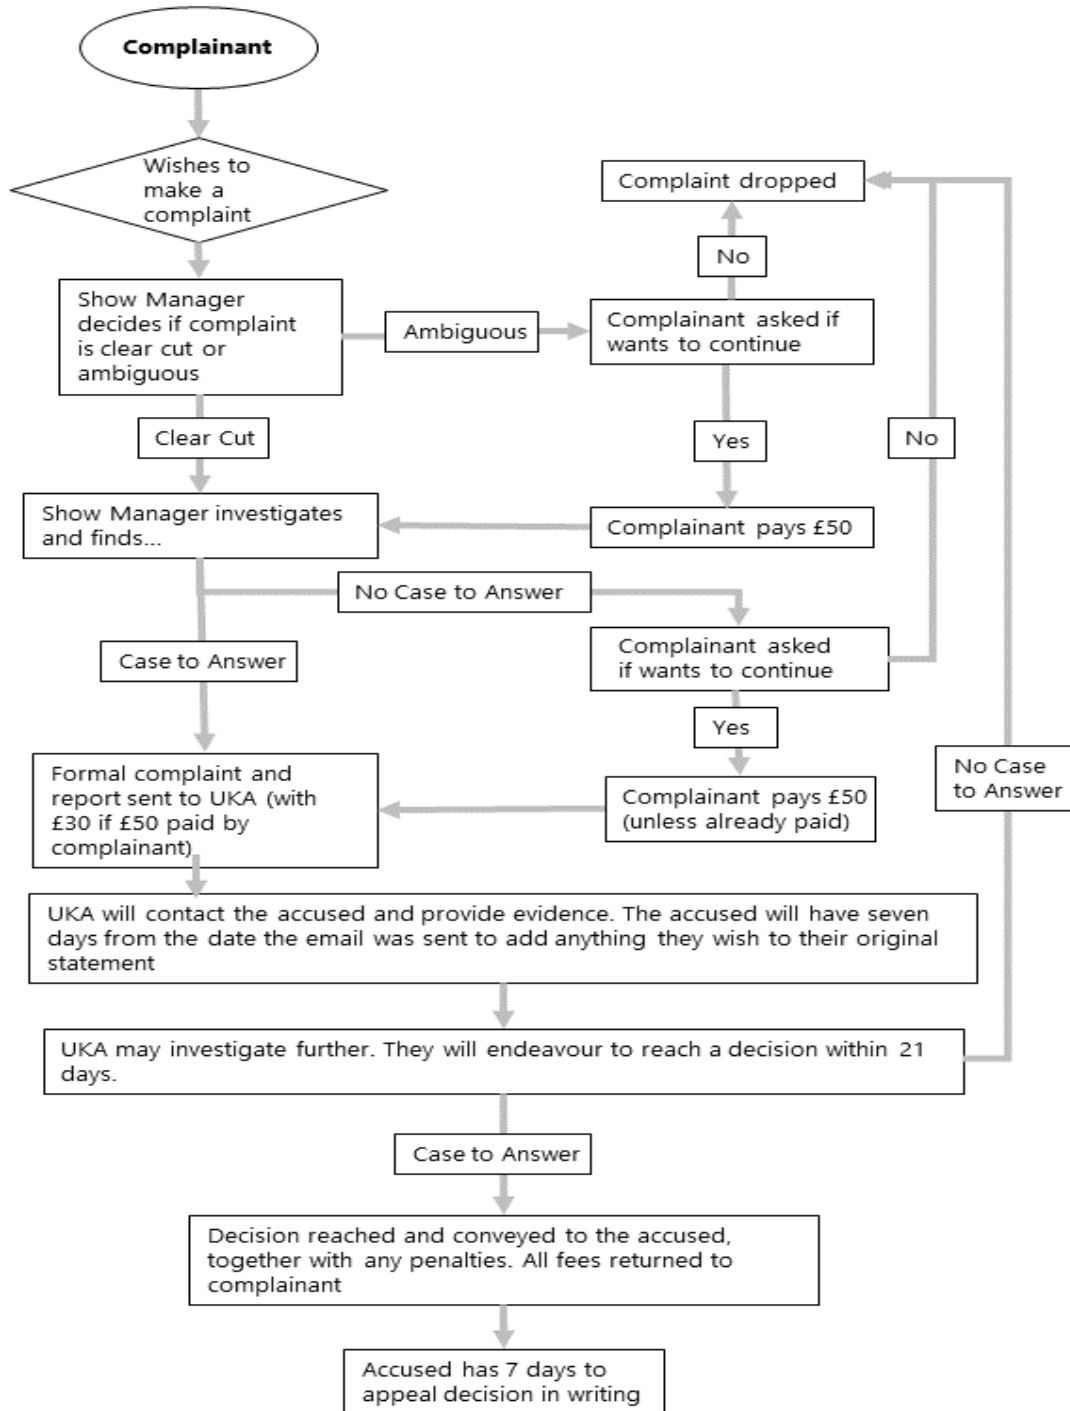 Complainant
Wishes to
make a
complaint
Complaint dropped
No
Show Manager
decides if complaint
is clear cut or
ambiguous
Ambiguous
Complainant asked if
wants to continue
Clear Cut
Yes
No
Show Manager investigates
and finds...
Complainant pays £50
No Case to Answer
Case to Answer
Complainant asked
if wants to continue
Yes
Formal complaint and
report sent to UKA (with
£30 if £50 paid by
complainant)
Complainant pays £50
(unless already paid)
No Case
to Answer
UKA will contact the accused and provide evidence. The accused will have seven
days from the date the email was sent to add anything they wish to their original
statement
UKA may investigate further. They will endeavour to reach a decision within 21
days.
Case to Answer
Decision reached and conveyed to the accused,
together with any penalties. All fees returned to
complainant
Accused has 7 days to
appeal decision in writing